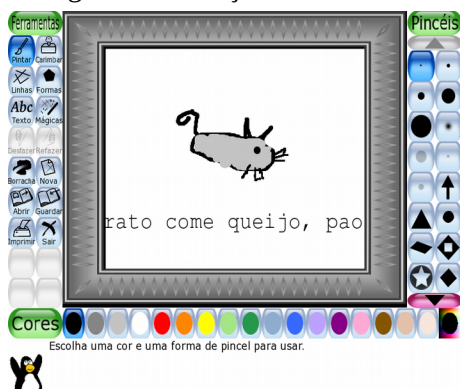 Ferramentas
Pincéis
Pintar Carimbar
Linhas Formas
Abc
Texto Mágicas
Desfazer Refazer
Borracha Nova
Abrir Guardar
Imprimir Sair
rato come queijo, pao
Cores
Escolha uma cor e uma forma de pincel para usar.